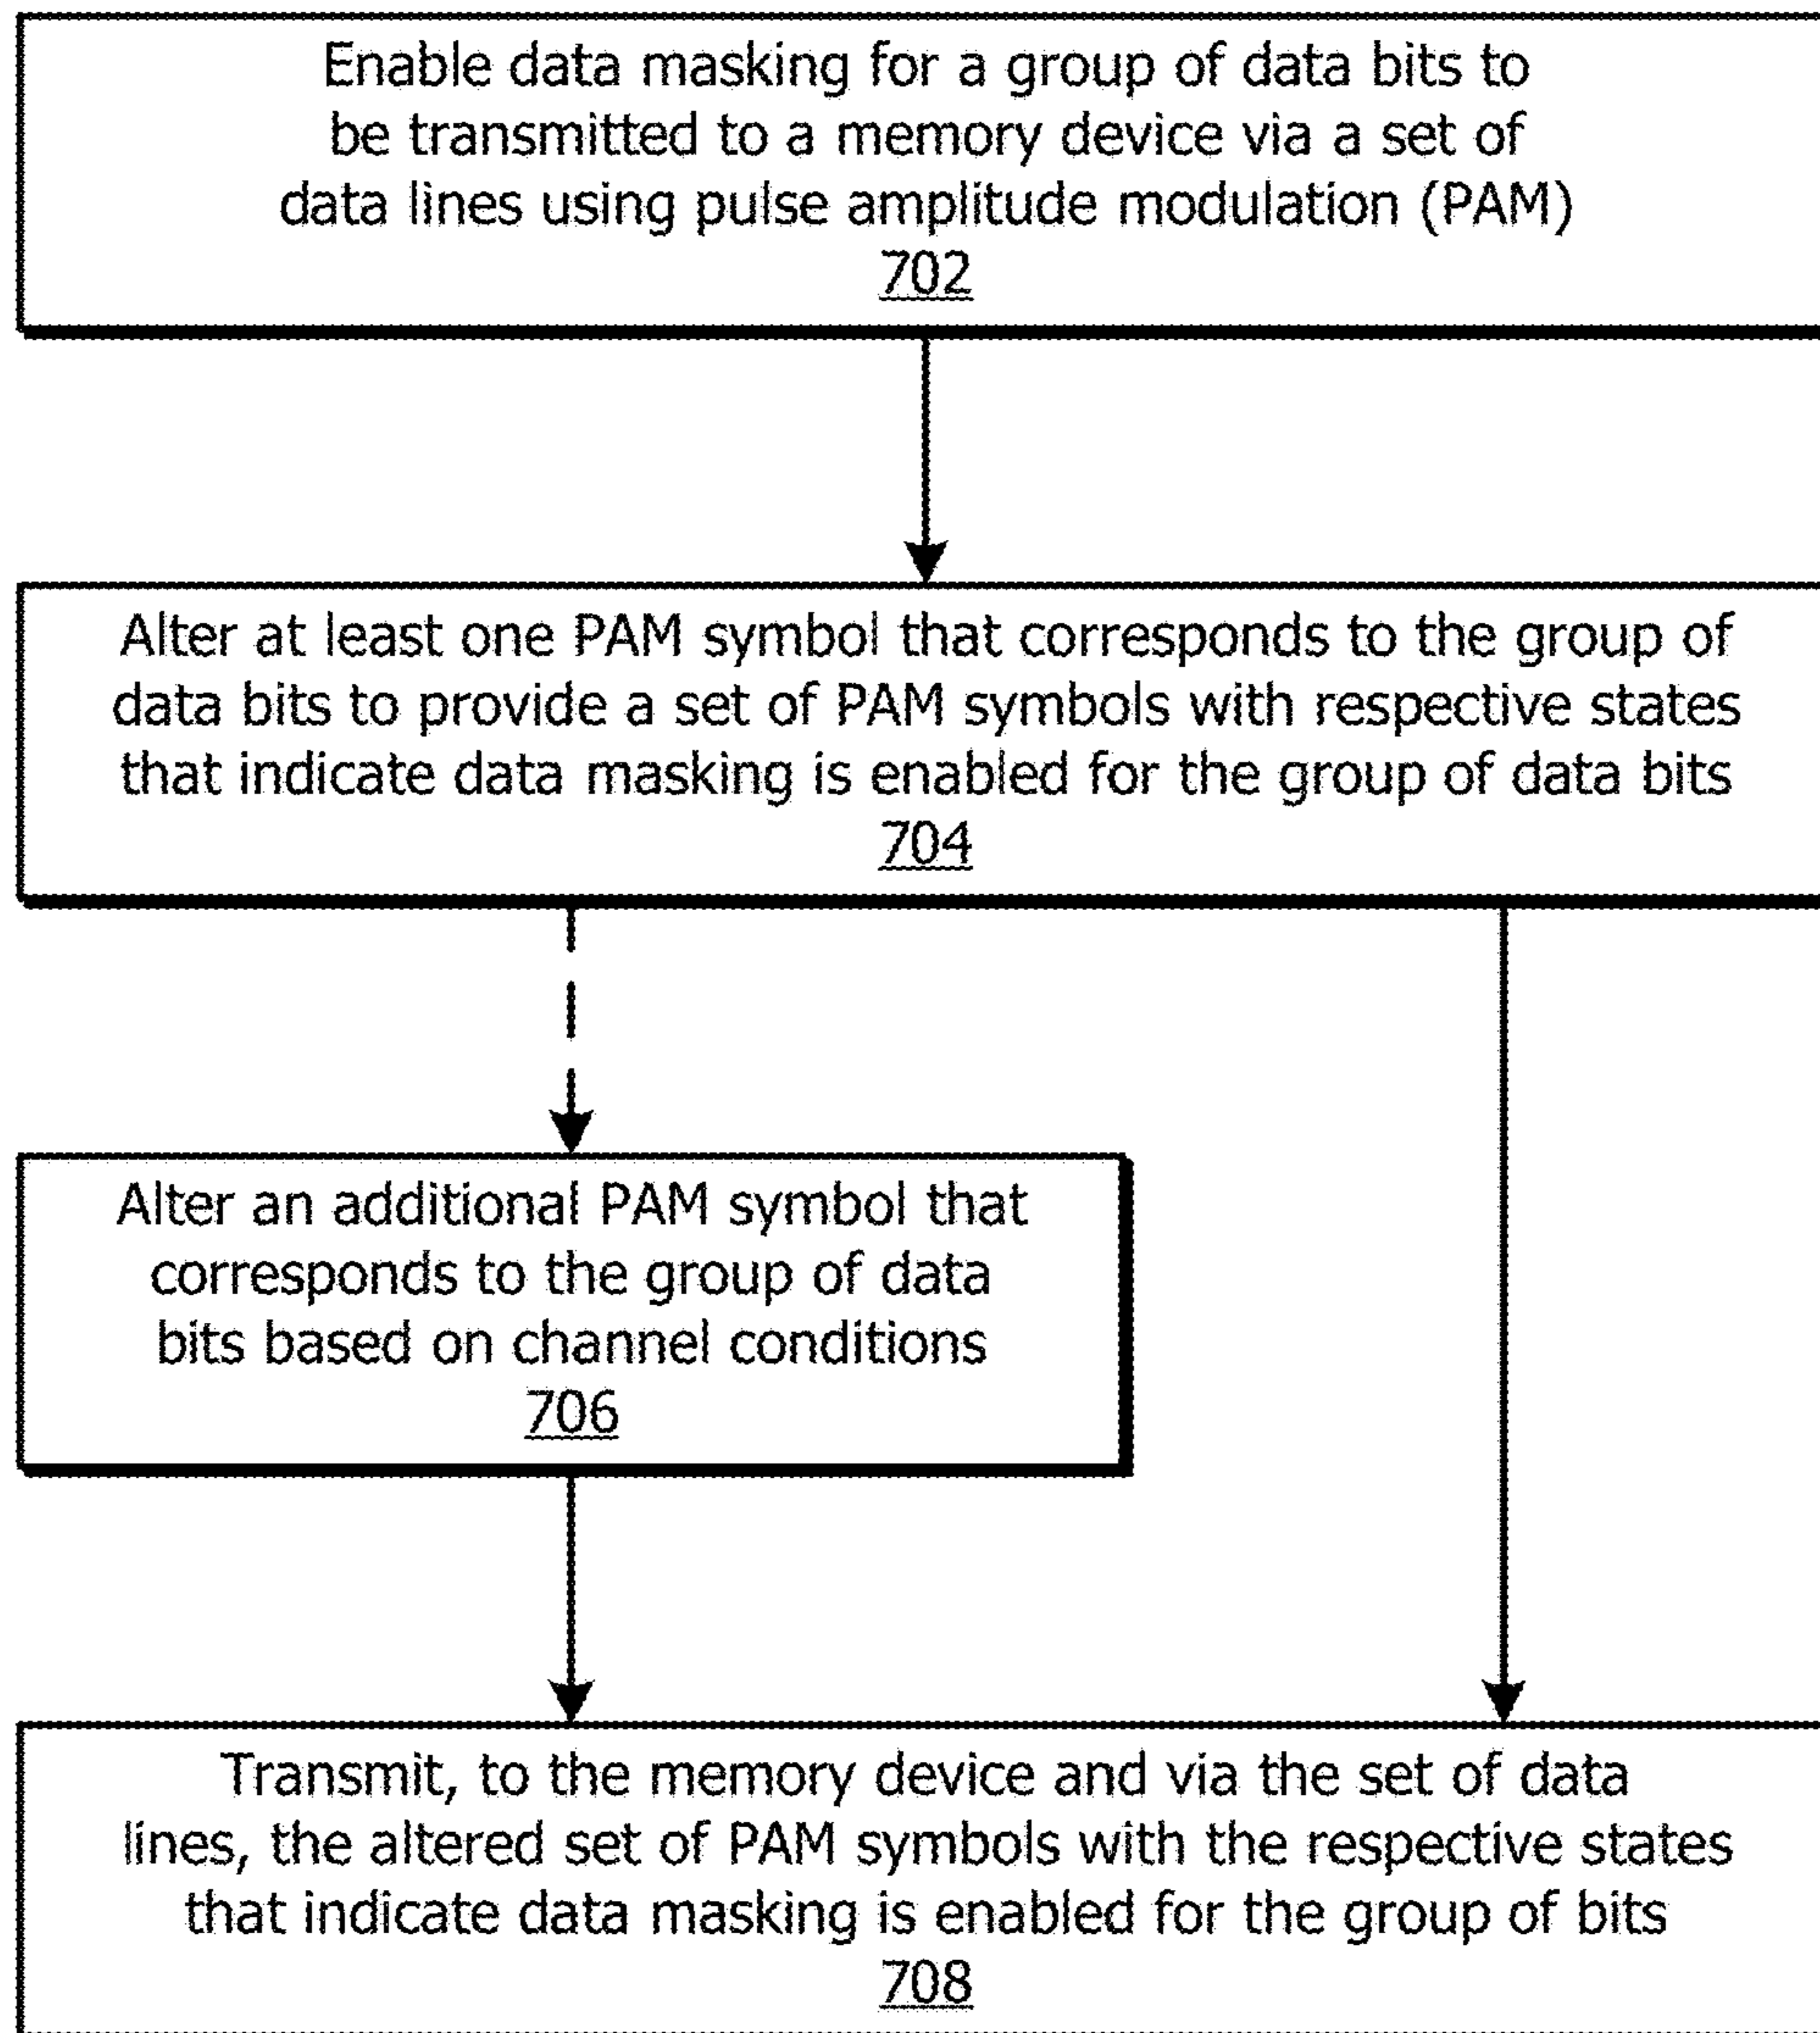 Enable data masking for a group of data bits to
be transmitted to a memory device via a set of
data lines using pulse amplitude modulation (PAM)
702
Alter at least one PAM symbol that corresponds to the group of
data bits to provide a set of PAM symbols with respective states
that indicate data masking is enabled for the group of data bits
704
Alter an additional PAM symbol that
corresponds to the group of data
bits based on channel conditions
706
Transmit, to the memory device and via the set of data
lines, the altered set of PAM symbols with the respective states
that indicate data masking is enabled for the group of bits
708